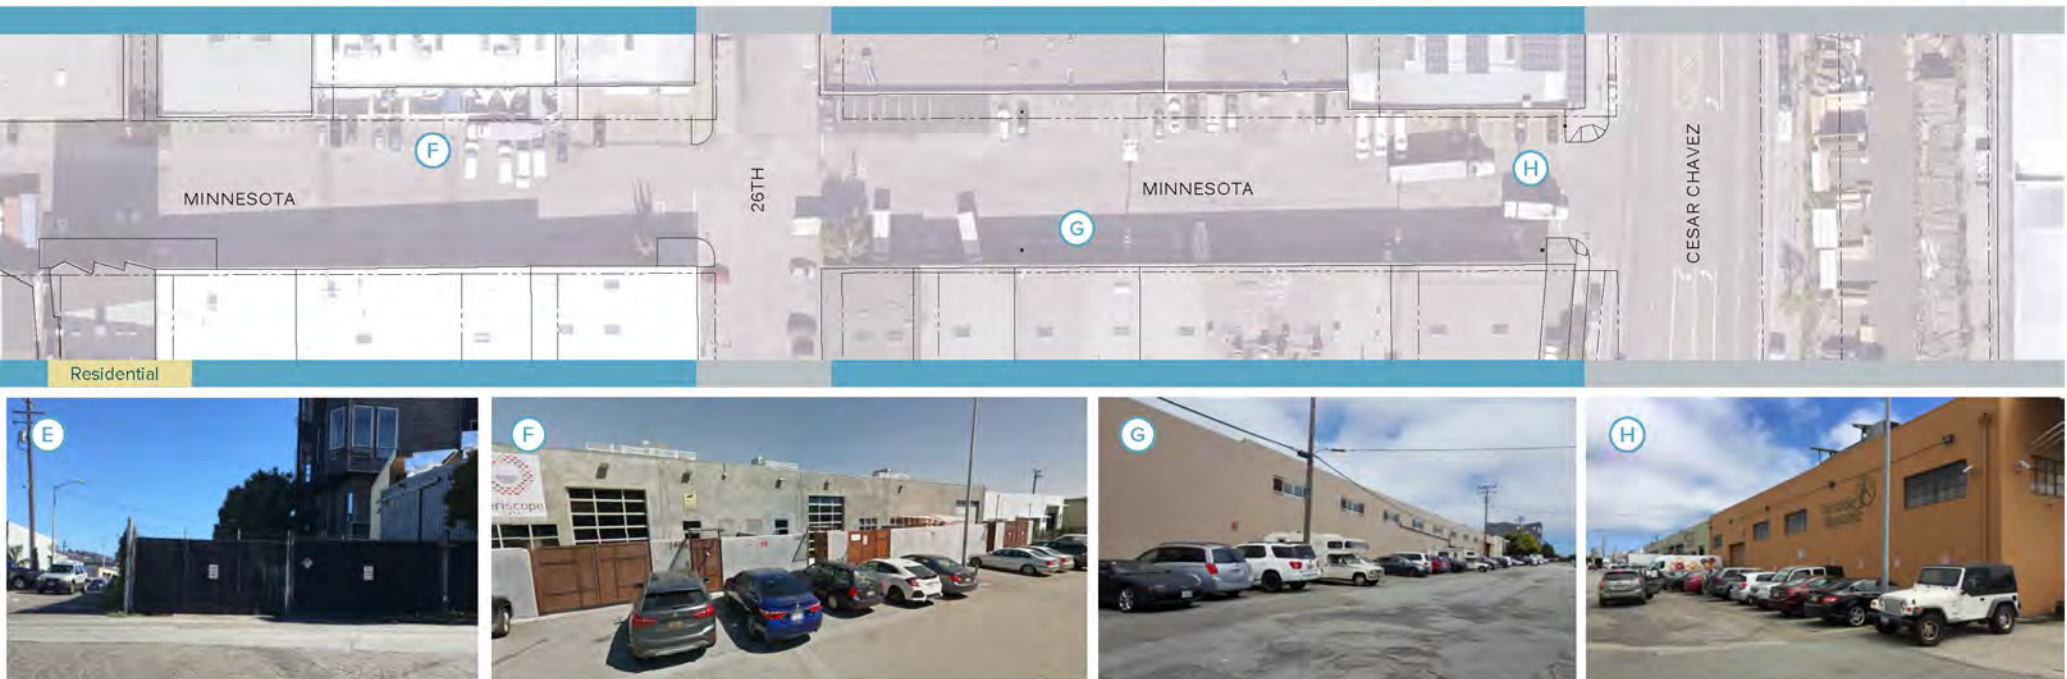 F
H
MINNESOTA
26TH
MINNESOTA
G
CESAR CHAVEZ
Residential
E
F
G
H